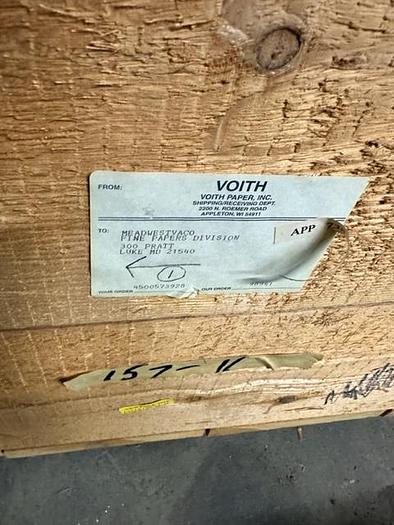 FROM:
VOITH
VOITH PAPER, INC.
SHIPPING/RECEIVING DEPT.
2200 N. ROEMER ROAD
APPLETON, WI 54911
TO:
MEADWESTVACO
FINE PAPERS DIVISION
300 PRATT
LUKE MD 21540
APP
1
YOUR ORDER 4500573928 OUR ORDER
157-11